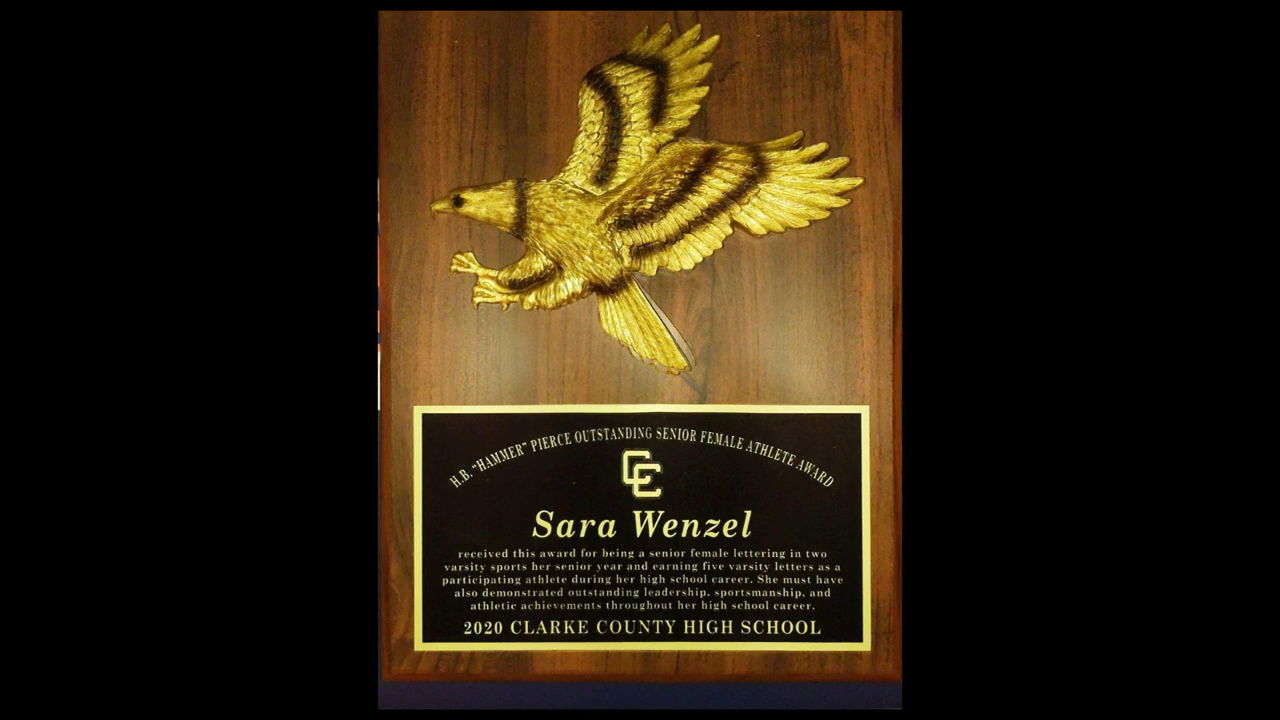 H.B. "HAMMER" PIERCE OUTSTANDING SENIOR FEMALE ATHLETE AWARD
CC
Sara Wenzel
received this award for being a senior female lettering in two
varsity sports her senior year and earning five varsity letters as a
participating athlete during her high school career. She must have
also demonstrated outstanding leadership, sportsmanship, and
athletic achievements throughout her high school career.
2020 CLARKE COUNTY HIGH SCHOOL